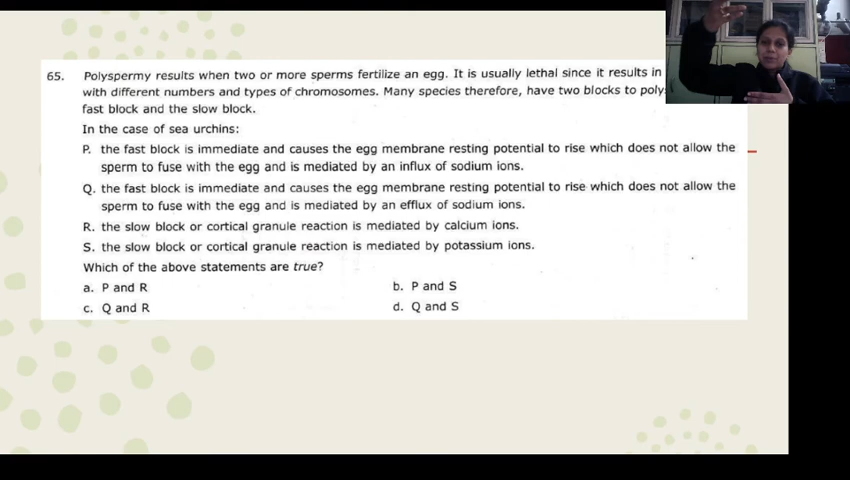 65. Polyspermy results when two or more sperms fertilize an egg. It is usually lethal since it results in
with different numbers and types of chromosomes. Many species therefore, have two blocks to
fast block and the slow block.
In the case of sea urchins:
P. the fast block is immediate and causes the egg membrane resting potential to rise which does not allow the
sperm to fuse with the egg and is mediated by an influx of sodium ions.
Q. the fast block is immediate and causes the egg membrane resting potential to rise which does not allow the
sperm to fuse with the egg and is mediated by an efflux of sodium ions.
R. the slow block or cortical granule reaction is mediated by calcium ions.
S. the slow block or cortical granule reaction is mediated by potassium ions.
Which of the above statements are true?
a. P and R
b. P and S
c. Q and R
d. Q and S